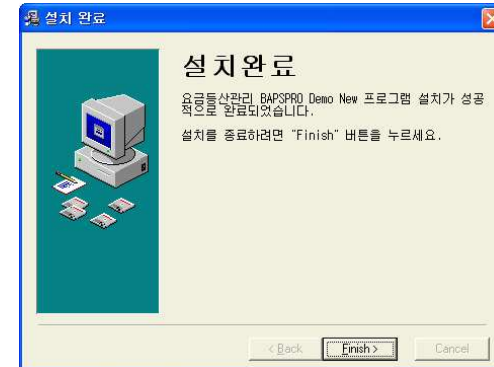 설치 완료
설치완료
요금등산관리 BAPSPRO Demo New 프로그램 설치가 성공
적으로 완료되었습니다.
설치를 종료하려면 "Finish" 버튼을 누르세요.
< Back
Finish >
Cancel